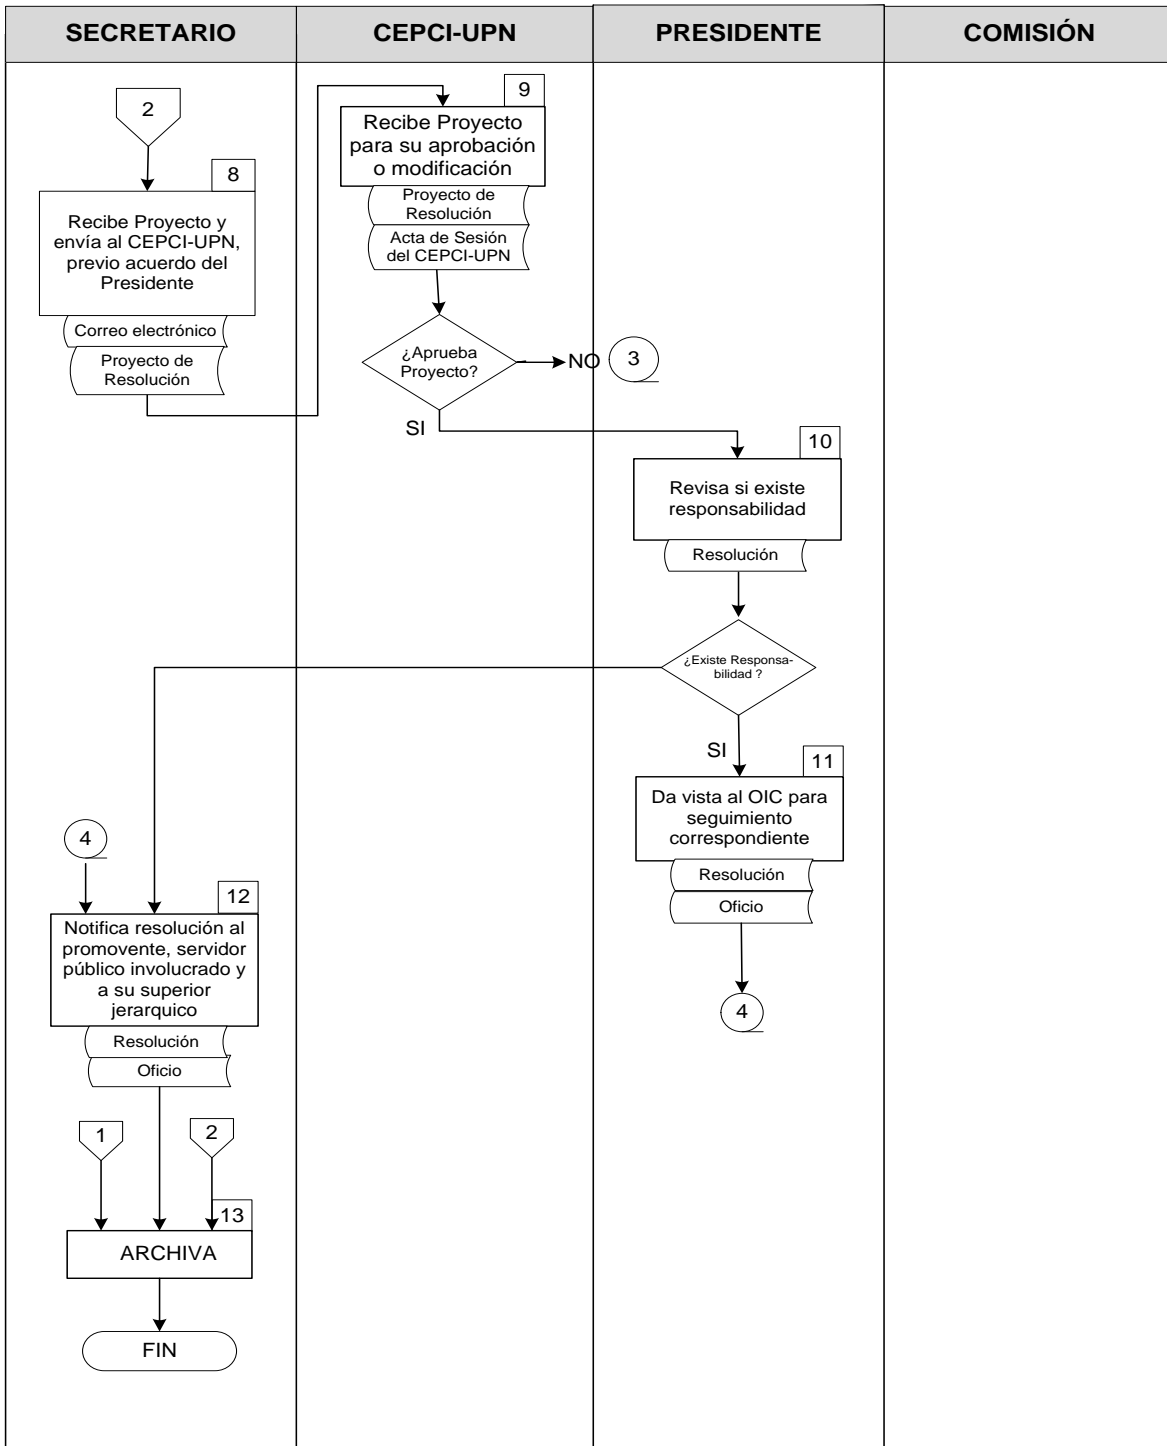 SECRETARIO
CEPCI-UPN
PRESIDENTE
COMISIÓN
2
8
Recibe Proyecto y
envía al CEPCI-UPN,
previo acuerdo del
Presidente
Correo electrónico
Proyecto de
Resolución
9
Recibe Proyecto
para su aprobación
o modificación
Proyecto de
Resolución
Acta de Sesión
del CEPCI-UPN
¿Aprueba
Proyecto?
NO
3
SI
10
Revisa si existe
responsabilidad
Resolución
¿Existe Responsa-
bilidad ?
SI
11
Da vista al OIC para
seguimiento
correspondiente
Resolución
Oficio
4
4
12
Notifica resolución al
promovente, servidor
público involucrado y
a su superior
jerarquico
Resolución
Oficio
1
2
13
ARCHIVA
FIN